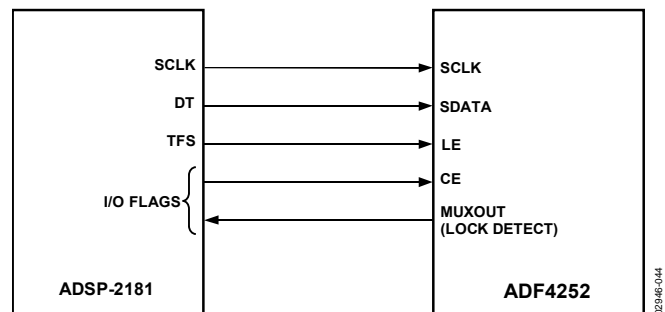 SCLK
DT
TFS
I/O FLAGS
ADSP-2181
SCLK
SDATA
LE
CE
MUXOUT
(LOCK DETECT)
ADF4252
02946-044